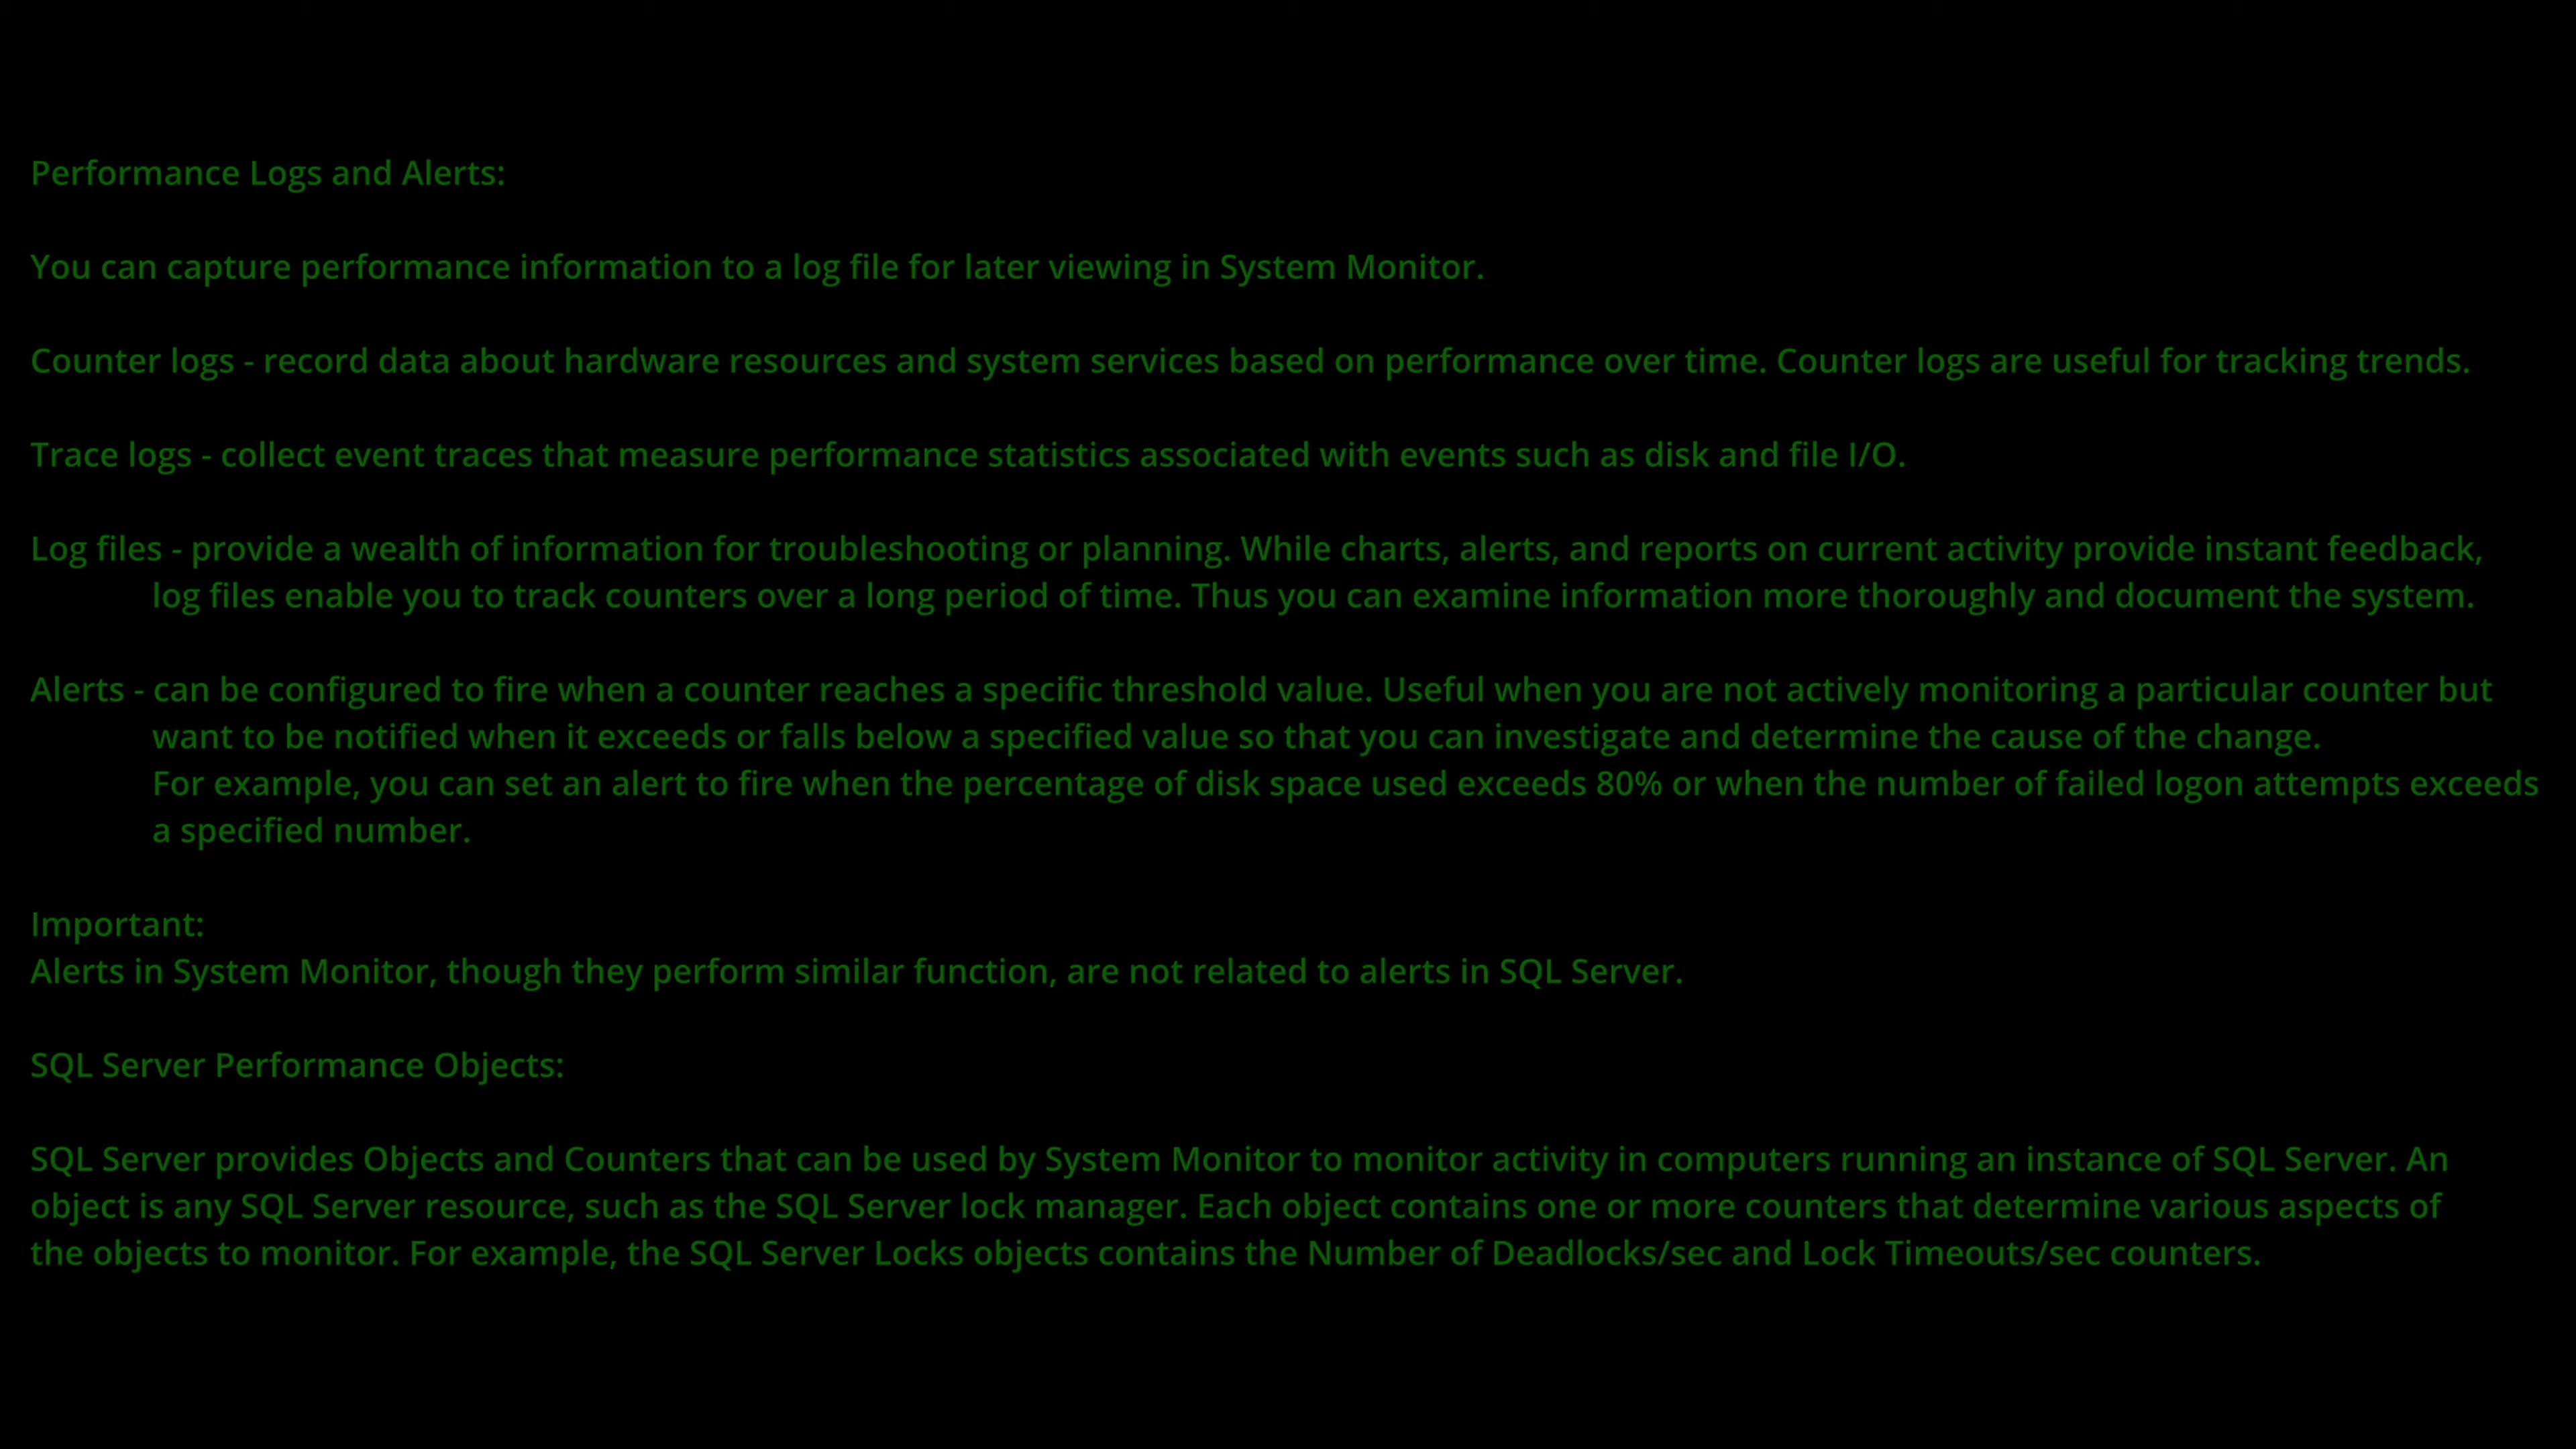 Performance Logs and Alerts:
You can capture performance information to a log file for later viewing in System Monitor.
Counter logs - record data about hardware resources and system services based on performance over time. Counter logs are useful for tracking trends.
Trace logs - collect event traces that measure performance statistics associated with events such as disk and file I/O.
Log files - provide a wealth of information for troubleshooting or planning. While charts, alerts, and reports on current activity provide instant feedback,
log files enable you to track counters over a long period of time. Thus you can examine information more thoroughly and document the system.
Alerts - can be configured to fire when a counter reaches a specific threshold value. Useful when you are not actively monitoring a particular counter but
want to be notified when it exceeds or falls below a specified value so that you can investigate and determine the cause of the change.
For example, you can set an alert to fire when the percentage of disk space used exceeds 80% or when the number of failed logon attempts exceeds
a specified number.
Important:
Alerts in System Monitor, though they perform similar function, are not related to alerts in SQL Server.
SQL Server Performance Objects:
SQL Server provides Objects and Counters that can be used by System Monitor to monitor activity in computers running an instance of SQL Server. An
object is any SQL Server resource, such as the SQL Server lock manager. Each object contains one or more counters that determine various aspects of
the objects to monitor. For example, the SQL Server Locks objects contains the Number of Deadlocks/sec and Lock Timeouts/sec counters.